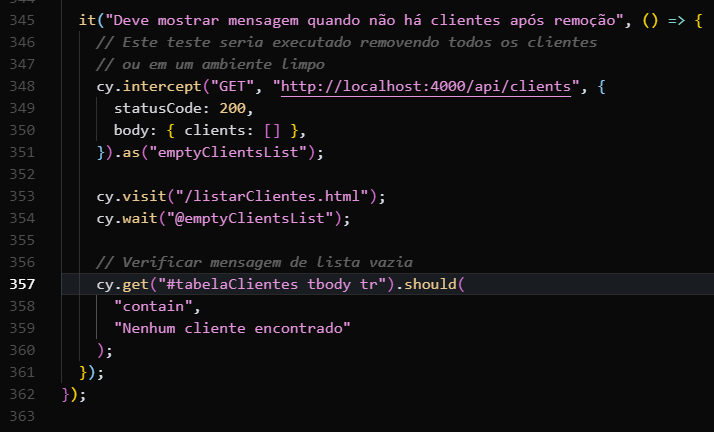 344
345 it("Deve mostrar mensagem quando não há clientes após remoção", () => {
346 // Este teste seria executado removendo todos os clientes
347 // ou em um ambiente limpo
348 cy.intercept("GET", "http://localhost:4000/api/clients", {
349 statusCode: 200,
350 body: { clients: [] },
351 }).as("emptyClientsList");
352
353 cy.visit("/listarClientes.html");
354 cy.wait("@emptyClientsList");
355
356 // Verificar mensagem de lista vazia
357 cy.get("#tabelaClientes tbody tr").should(
358 "contain",
359 "Nenhum cliente encontrado"
360 );
361 });
362 });
363